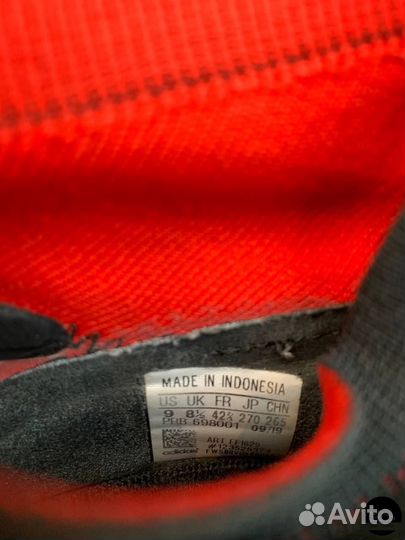 MADE IN INDONESIA
US UK FR JP CHN
9 8½ 42⅔ 270 265
PRB 698001 09/19
ART
adidas
Avito